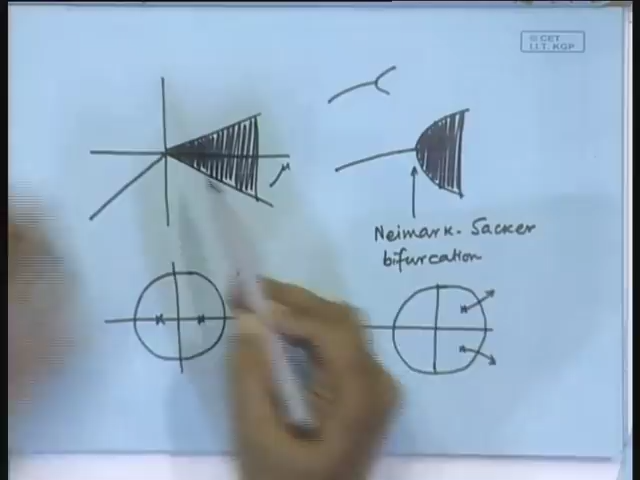 © CET
I.I.T. KGP
μ
Neimark-Sacker
bifurcation